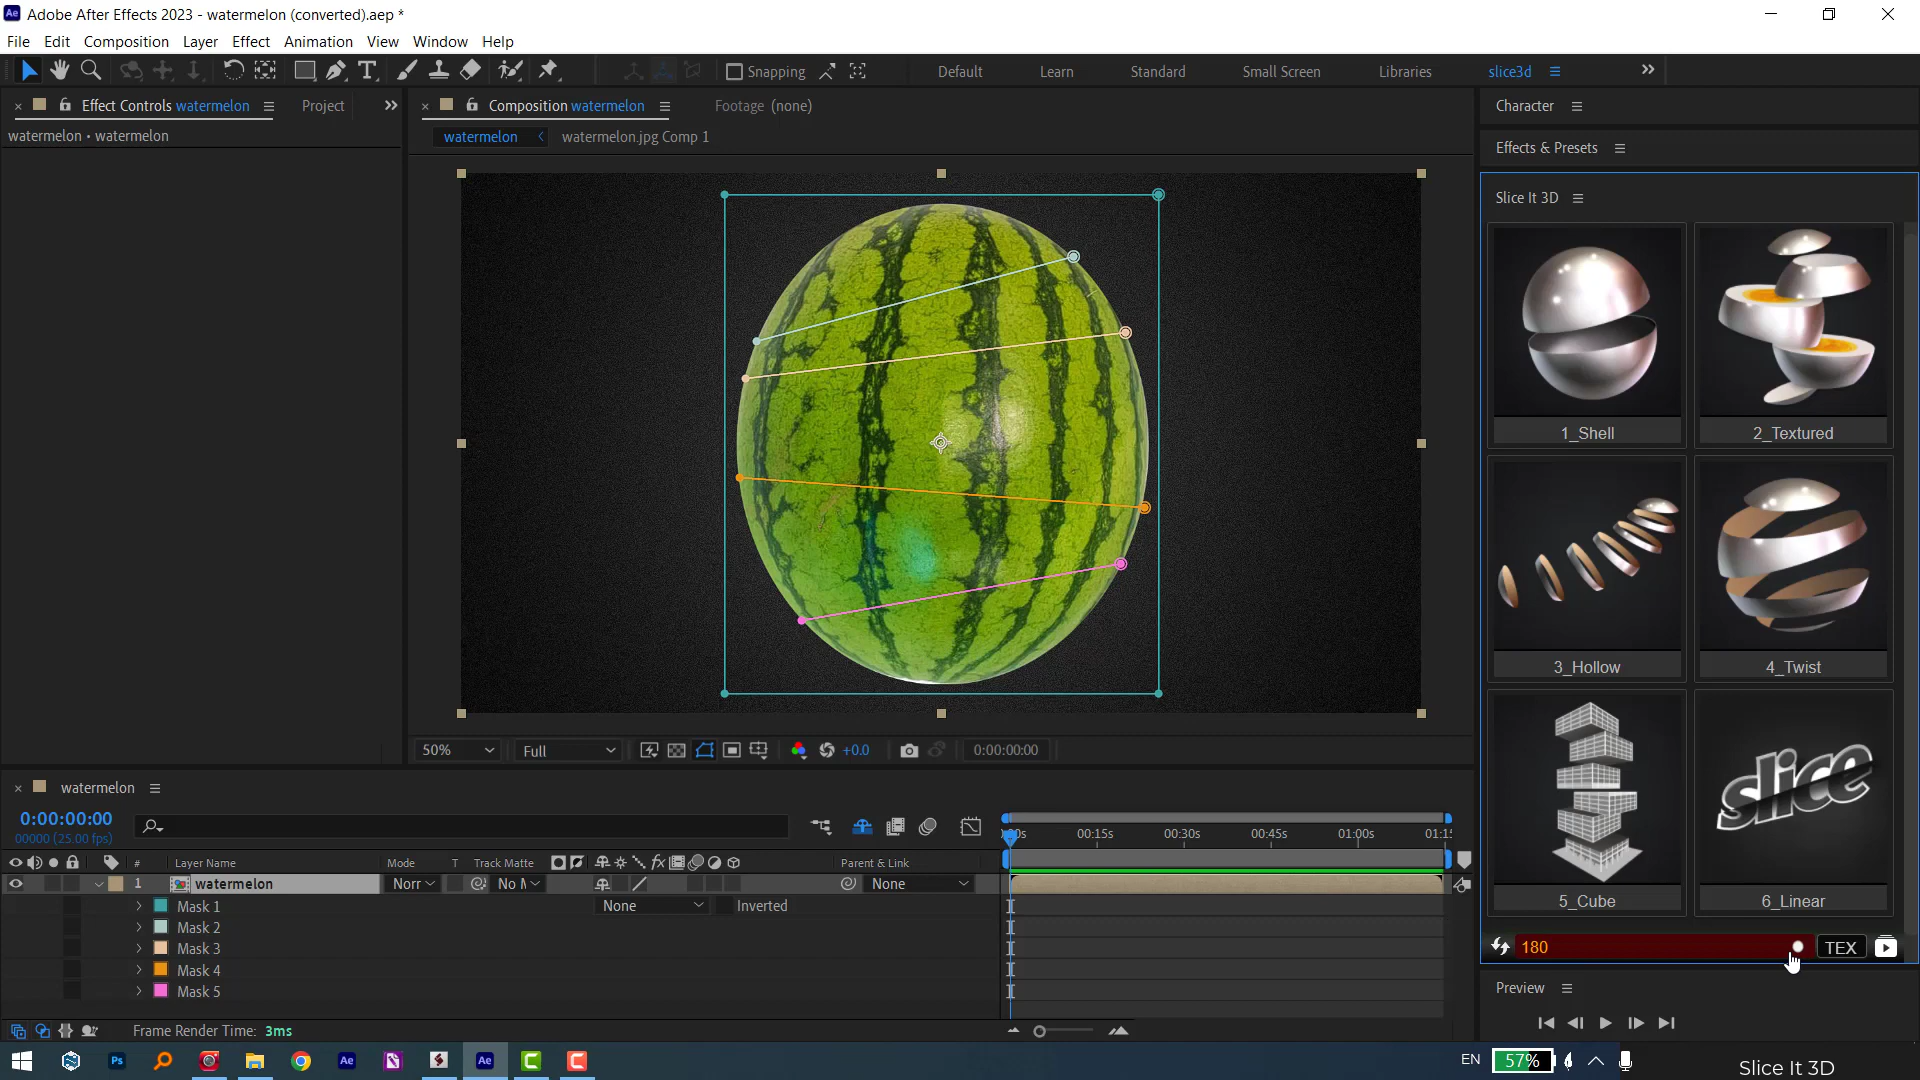 Adobe After Effects 2023 - watermelon (converted).aep *
File Edit Composition Layer Effect Animation View Window Help
Snapping
Default Learn Standard Small Screen Libraries slice3d
Effect Controls watermelon
Project
Composition watermelon
Footage (none)
Character
watermelon • watermelon
watermelon
watermelon.jpg Comp 1
Effects & Presets
Slice It 3D
1_Shell
2_Textured
3_Hollow
4_Twist
5_Cube
6_Linear
180
TEX
50%
Full
+0.0
0:00:00:00
watermelon
0:00:00:00
00000 (25.00 fps)
00:15s 00:30s 00:45s 01:00s
# Layer Name
Mode
T Track Matte
Parent & Link
1 watermelon
None
Mask 1
None
Inverted
Mask 2
Mask 3
Mask 4
Mask 5
Frame Render Time: 3ms
Preview
EN
57%
Slice It 3D